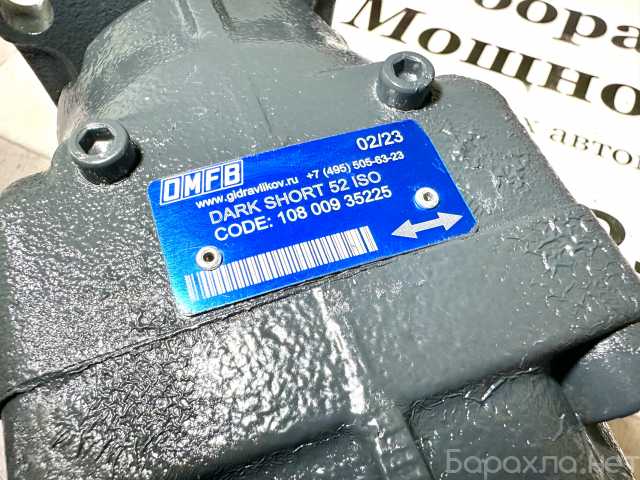 OMFB
02/23
www.gidravlikov.ru +7 (495) 505-63-23
DARK SHORT 52 ISO
CODE: 108 009 35225
Мощно
авто
Барахла.нет